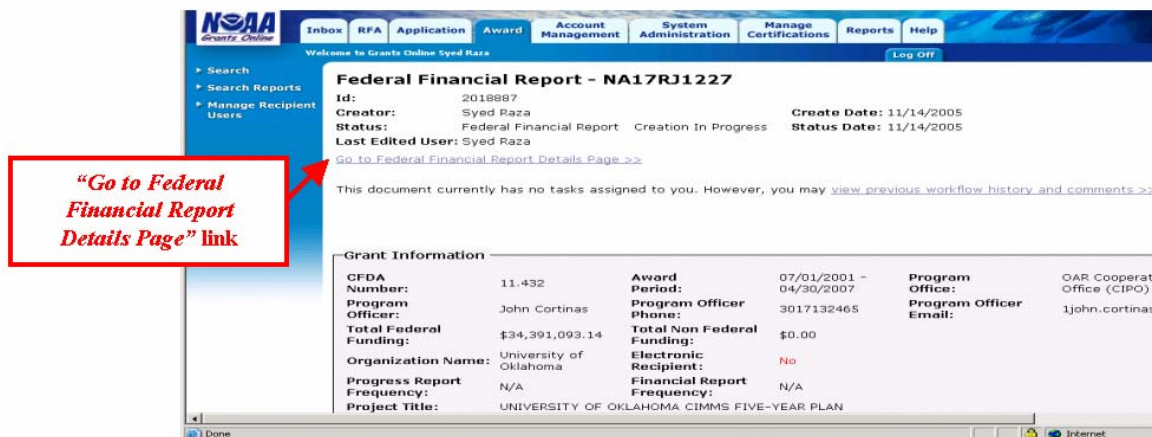 NOAA
Grants Online
Inbox RFA Application Award Account Management System Administration Manage Certifications Reports Help
Welcome to Grants Online Syed Raza
Log Off
Search
Search Reports
Manage Recipient
Users
Federal Financial Report - NA17RJ1227
Id: 2018887
Creator: Syed Raza Create Date: 11/14/2005
Status: Federal Financial Report Creation In Progress Status Date: 11/14/2005
Last Edited User: Syed Raza
Go to Federal Financial Report Details Page >>
“Go to Federal
Financial Report
Details Page” link
This document currently has no tasks assigned to you. However, you may view previous workflow history and comments >>
Grant Information
CFDA Number: 11.432 Award Period: 07/01/2001 - 04/30/2007 Program Office: OAR Cooperat Office (CIPO)
Program Officer: John Cortinas Program Officer Phone: 3017132465 Program Officer Email: 1john.cortinas
Total Federal Funding: $34,391,093.14 Total Non Federal Funding: $0.00
Organization Name: University of Oklahoma Electronic Recipient: No
Progress Report Frequency: N/A Financial Report Frequency: N/A
Project Title: UNIVERSITY OF OKLAHOMA CIMMS FIVE-YEAR PLAN
Done Internet